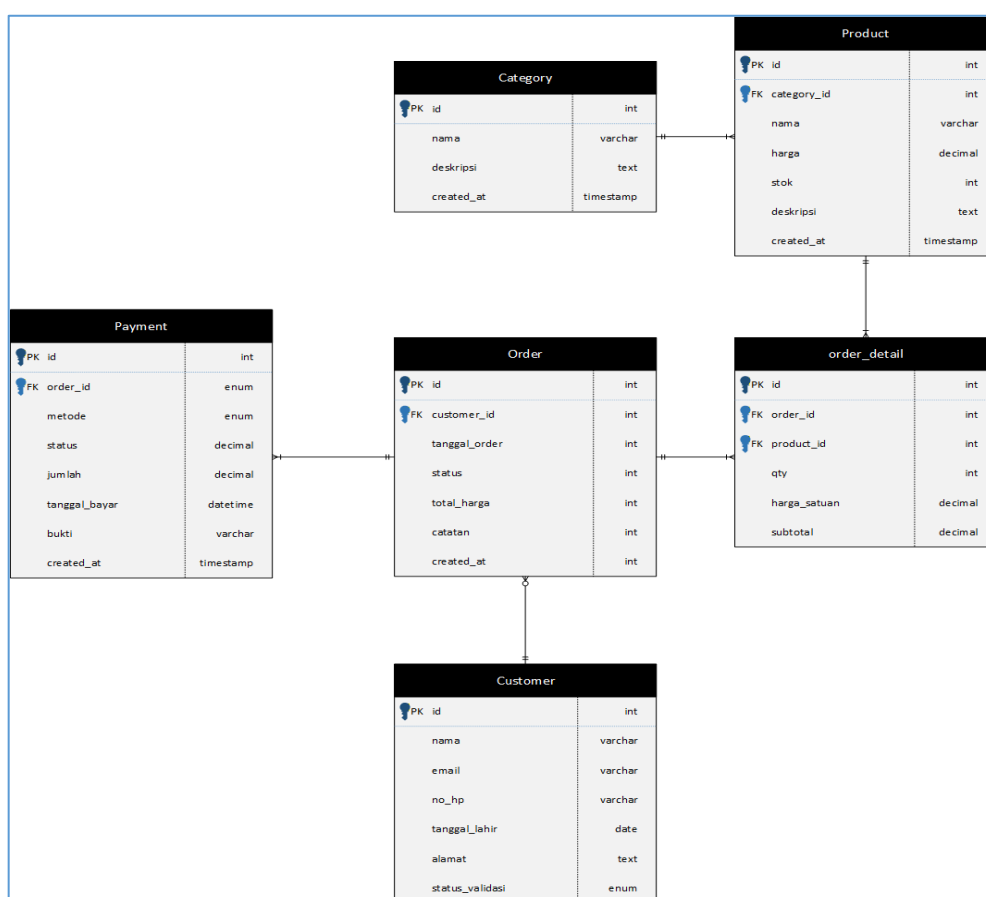 Product
PK id int
FK category_id int
nama varchar
harga decimal
stok int
deskripsi text
created_at timestamp
Category
PK id int
nama varchar
deskripsi text
created_at timestamp
Payment
PK id int
FK order_id enum
metode enum
status decimal
jumlah decimal
tanggal_bayar datetime
bukti varchar
created_at timestamp
Order
PK id int
FK customer_id int
tanggal_order int
status int
total_harga int
catatan int
created_at int
order_detail
PK id int
FK order_id int
FK product_id int
qty int
harga_satuan decimal
subtotal decimal
Customer
PK id int
nama varchar
email varchar
no_hp varchar
tanggal_lahir date
alamat text
status_validasi enum